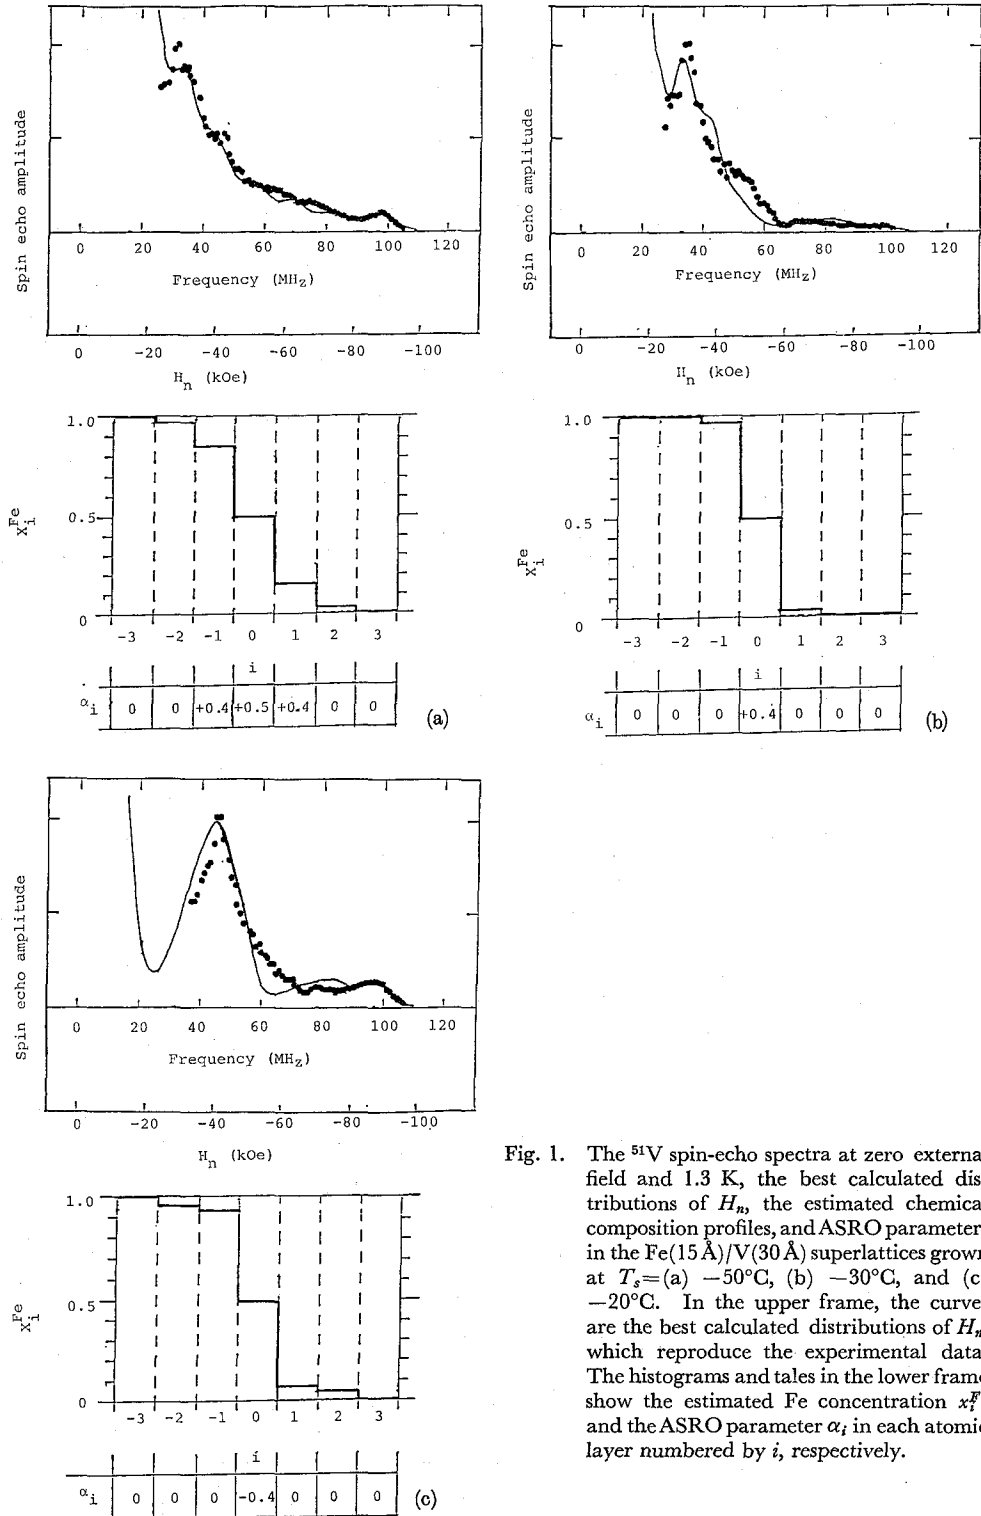 Spin echo amplitude
0 20 40 60 80 100 120
Frequency (MHz)
0 -20 -40 -60 -80 -100
Hn (kOe)
1.0
0.5
0
XiFe
-3 -2 -1 0 1 2 3
i
αi 0 0 +0.4 +0.5 +0.4 0 0
(a)
Spin echo amplitude
0 20 40 60 80 100 120
Frequency (MHz)
0 -20 -40 -60 -80 -100
Hn (kOe)
1.0
0.5
0
XiFe
-3 -2 -1 0 1 2 3
i
αi 0 0 0 +0.4 0 0 0
(b)
Spin echo amplitude
0 20 40 60 80 100 120
Frequency (MHz)
0 -20 -40 -60 -80 -100
Hn (kOe)
1.0
0.5
0
XiFe
-3 -2 -1 0 1 2 3
i
αi 0 0 0 -0.4 0 0 0
(c)
Fig. 1. The ⁵¹V spin-echo spectra at zero externa
field and 1.3 K, the best calculated dis
tributions of Hn, the estimated chemica
composition profiles, and ASRO parameter
in the Fe(15 Å)/V(30 Å) superlattices grown
at Ts=(a) −50°C, (b) −30°C, and (c
−20°C. In the upper frame, the curve
are the best calculated distributions of Hn
which reproduce the experimental data
The histograms and tales in the lower frame
show the estimated Fe concentration xiF
and the ASRO parameter αi in each atomic
layer numbered by i, respectively.